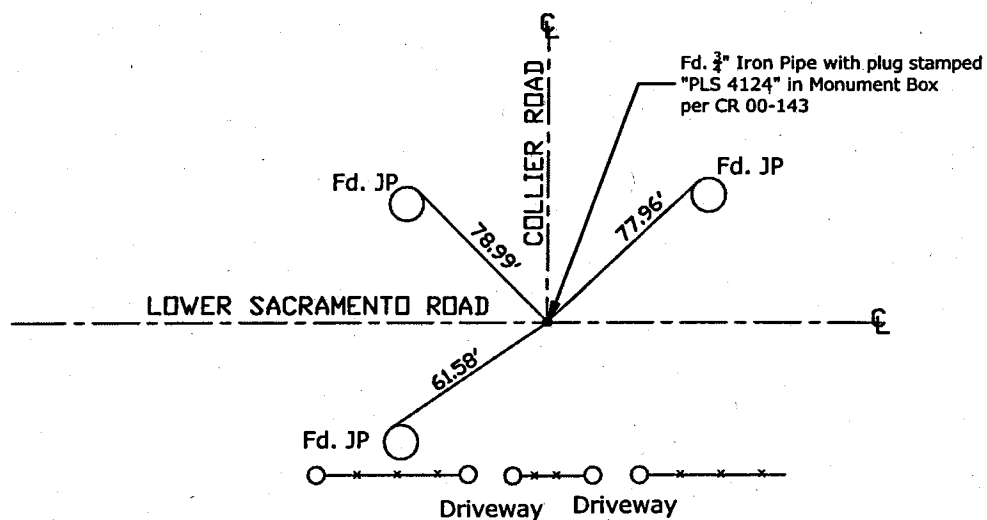 ℄
Fd. 3/4" Iron Pipe with plug stamped
"PLS 4124" in Monument Box
per CR 00-143
COLLIER ROAD
Fd. JP
Fd. JP
78.99'
77.96'
LOWER SACRAMENTO ROAD
℄
61.58'
Fd. JP
Driveway
Driveway